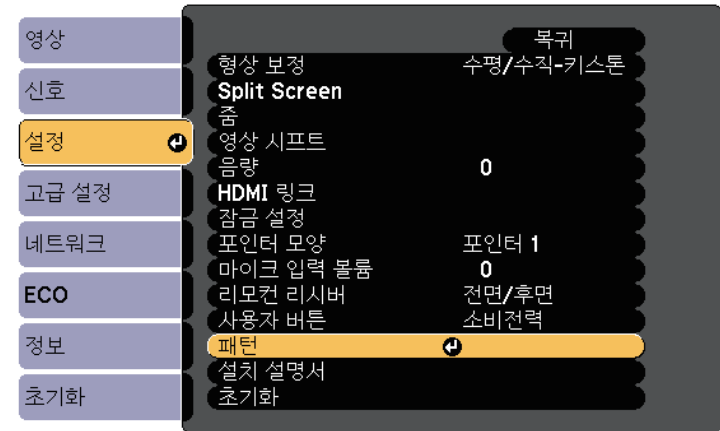 영상
신호
설정
고급 설정
네트워크
ECO
정보
초기화
복귀
형상 보정 수평/수직-키스톤
Split Screen
줌
영상 시프트
음량 0
HDMI 링크
잠금 설정
포인터 모양 포인터 1
마이크 입력 볼륨 0
리모컨 리시버 전면/후면
사용자 버튼 소비전력
패턴
설치 설명서
초기화